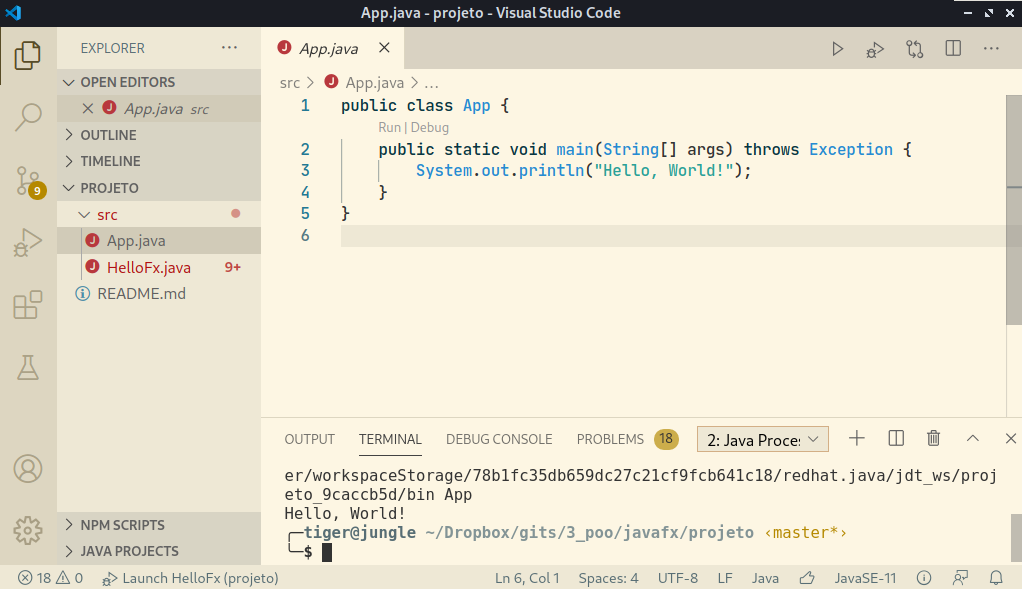 App.java - projeto - Visual Studio Code
EXPLORER
OPEN EDITORS
App.java src
OUTLINE
TIMELINE
PROJETO
src
App.java
HelloFx.java 9+
README.md
NPM SCRIPTS
JAVA PROJECTS
9
App.java
src > App.java > ...
1 public class App {
Run | Debug
2 public static void main(String[] args) throws Exception {
3 System.out.println("Hello, World!");
4 }
5 }
6
OUTPUT TERMINAL DEBUG CONSOLE PROBLEMS 18 2: Java Proces
er/workspaceStorage/78b1fc35db659dc27c21cf9fcb641c18/redhat.java/jdt_ws/proj
eto_9caccb5d/bin App
Hello, World!
╭─tiger@jungle ~/Dropbox/gits/3_poo/javafx/projeto ‹master*›
╰─$
18 0 Launch HelloFx (projeto) Ln 6, Col 1 Spaces: 4 UTF-8 LF Java JavaSE-11